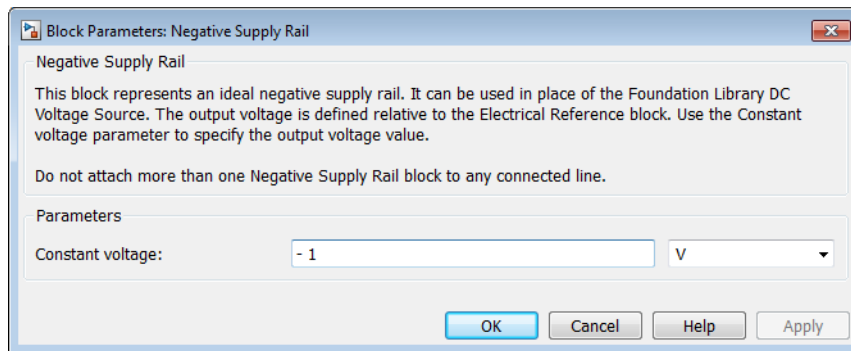 Block Parameters: Negative Supply Rail
Negative Supply Rail
This block represents an ideal negative supply rail. It can be used in place of the Foundation Library DC
Voltage Source. The output voltage is defined relative to the Electrical Reference block. Use the Constant
voltage parameter to specify the output voltage value.
Do not attach more than one Negative Supply Rail block to any connected line.
Parameters
Constant voltage: - 1 V
OK Cancel Help Apply